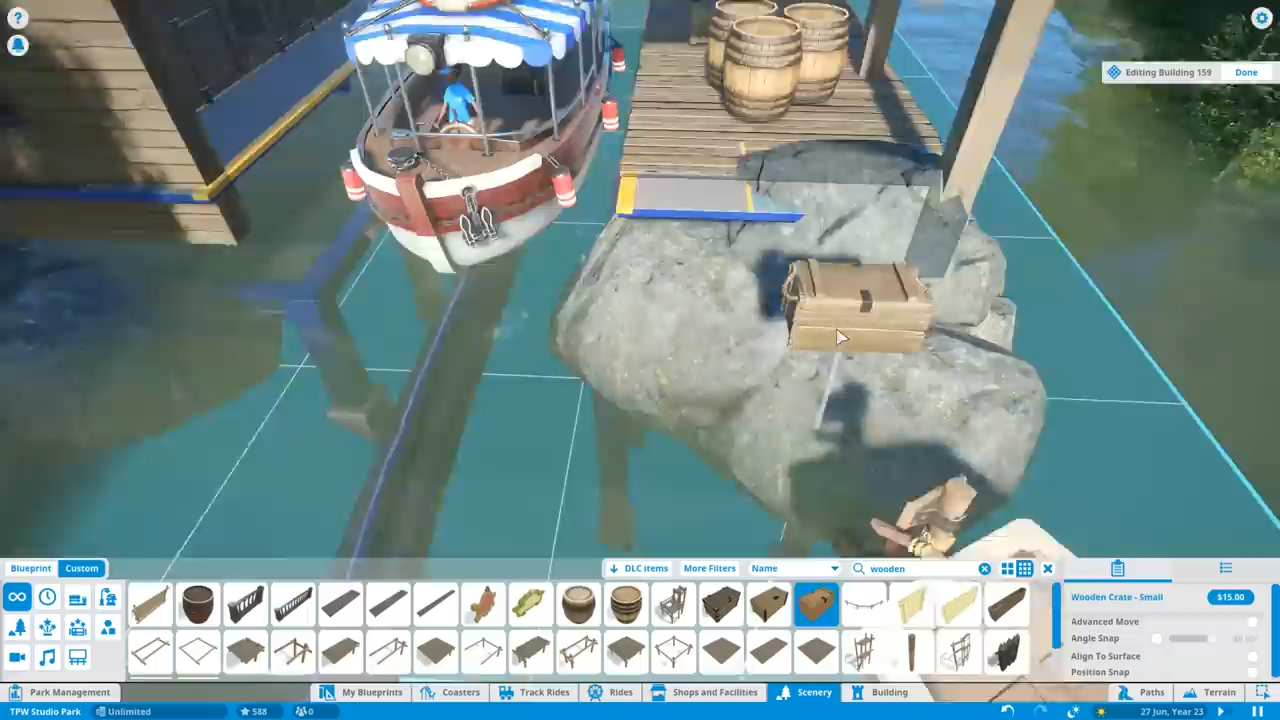 ?
Editing Building 159 Done
Blueprint Custom
DLC items More Filters Name wooden
Wooden Crate - Small $15.00
Advanced Move
Angle Snap
Align To Surface
Position Snap
Park Management My Blueprints Coasters Track Rides Rides Shops and Facilities Scenery Building Paths Terrain
TPW Studio Park Unlimited 588 0 27 Jun, Year 23